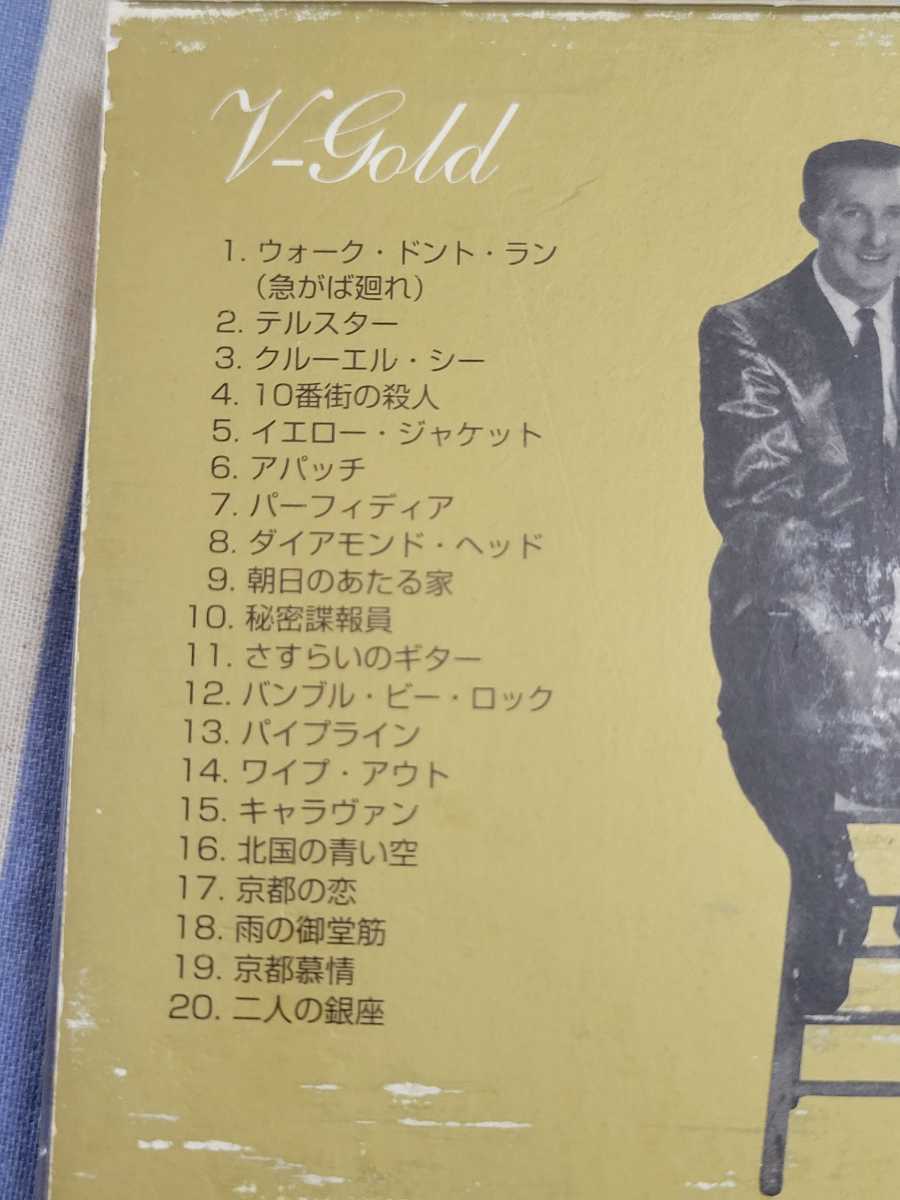 V-Gold
1. ウォーク・ドント・ラン
(急がば廻れ)
2. テルスター
3. クルーエル・シー
4. 10番街の殺人
5. イエロー・ジャケット
6. アパッチ
7. パーフィディア
8. ダイアモンド・ヘッド
9. 朝日のあたる家
10. 秘密諜報員
11. さすらいのギター
12. バンブル・ビー・ロック
13. パイプライン
14. ワイプ・アウト
15. キャラヴァン
16. 北国の青い空
17. 京都の恋
18. 雨の御堂筋
19. 京都慕情
20. 二人の銀座